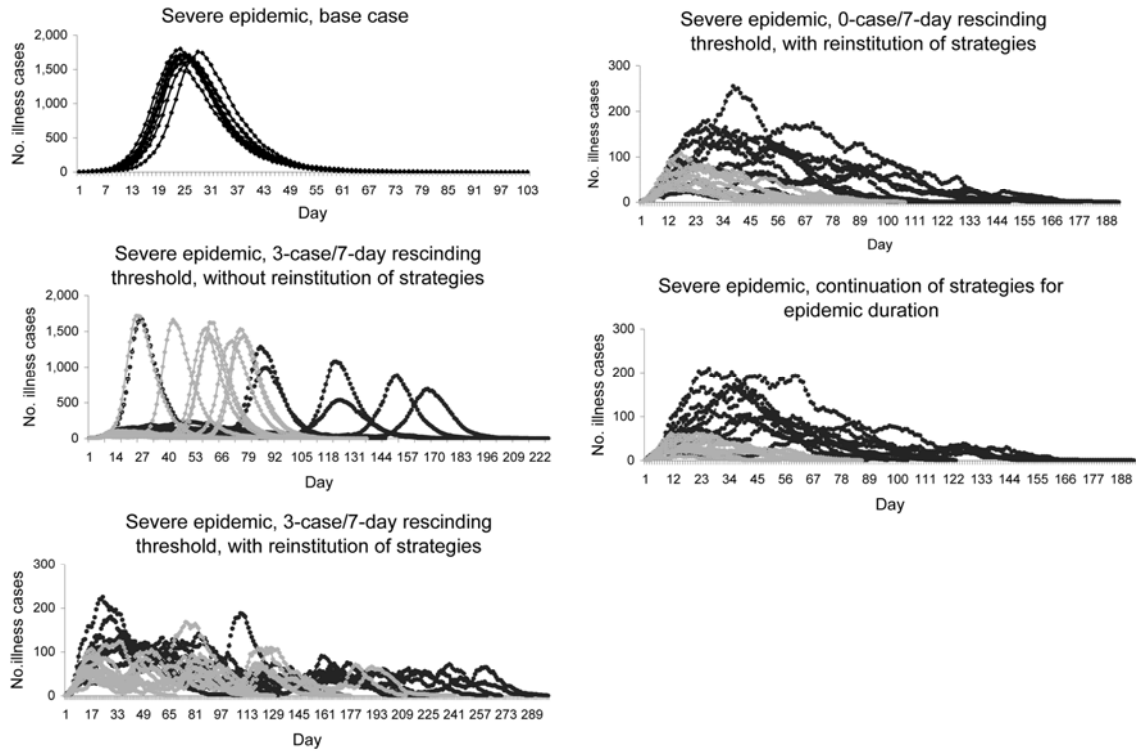 Severe epidemic, base case
2,000
1,500
1,000
500
0
No. illness cases
1 7 13 19 25 31 37 43 49 55 61 67 73 79 85 91 97 103
Day
Severe epidemic, 3-case/7-day rescinding
threshold, without reinstitution of strategies
2,000
1,500
1,000
500
0
No. illness cases
1 14 27 40 53 66 79 92 105 118 131 144 157 170 183 196 209 222
Day
Severe epidemic, 3-case/7-day rescinding
threshold, with reinstitution of strategies
300
200
100
0
No.illness cases
1 17 33 49 65 81 97 113 129 145 161 177 193 209 225 241 257 273 289
Day
Severe epidemic, 0-case/7-day rescinding
threshold, with reinstitution of strategies
300
200
100
0
No. illness cases
1 12 23 34 45 56 67 78 89 100 111 122 133 144 155 166 177 188
Day
Severe epidemic, continuation of strategies for
epidemic duration
300
200
100
0
No. illness cases
1 12 23 34 45 56 67 78 89 100 111 122 133 144 155 166 177 188
Day